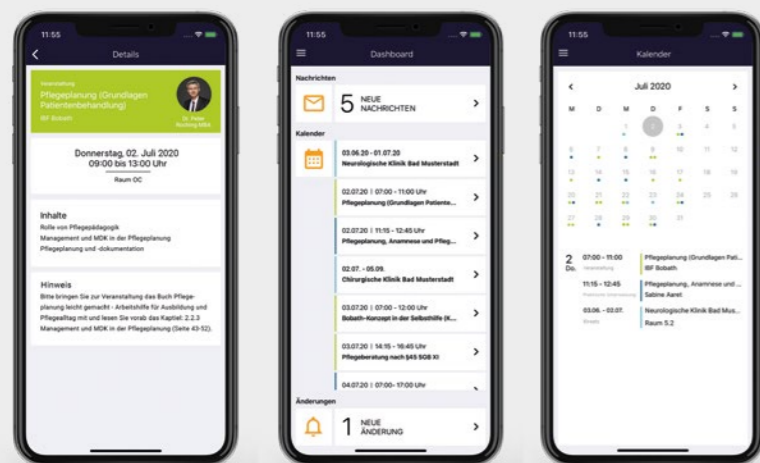 11:55
Details
Veranstaltung
Pflegeplanung (Grundlagen
Patientenbehandlung)
IBF Bobath
Dr. Peter
Nocking MBA
Donnerstag, 02. Juli 2020
09:00 bis 13:00 Uhr
Raum OC
Inhalte
Rolle von Pflegepädagogik
Management und MDK in der Pflegeplanung
Pflegeplanung und -dokumentation
Hinweis
Bitte bringen Sie zur Veranstaltung das Buch Pflege-
planung leicht gemacht - Arbeitshilfe für Ausbildung und
Pflegealltag mit und lesen Sie vorab das Kaptiel: 2.2.3
Management und MDK in der Pflegeplanung (Seite 43-52).
11:55
Dashboard
Nachrichten
5 NEUE
NACHRICHTEN
Kalender
03.06.20 - 01.07.20
Neurologische Klinik Bad Musterstadt
02.07.20 | 07:00 - 11:00 Uhr
Pflegeplanung (Grundlagen Patiente...
02.07.20 | 11:15 - 12:45 Uhr
Pflegeplanung, Anamnese und Pfleg...
02.07. - 05.09.
Chirurgische Klinik Bad Musterstadt
03.07.20 | 07:00 - 12:00 Uhr
Bobath-Konzept in der Selbsthilfe (K...
03.07.20 | 14:15 - 16:45 Uhr
Pflegeberatung nach §45 SGB XI
04.07.20 | 07:00 - 17:00 Uhr
Änderungen
1 NEUE
ÄNDERUNG
11:55
Kalender
Juli 2020
M D M D F S S
1 2 3 4 5
6 7 8 9 10 11 12
13 14 15 16 17 18 19
20 21 22 23 24 25 26
27 28 29 30 31
2 07:00 - 11:00 Pflegeplanung (Grundlagen Pati...
Do. Veranstaltung IBF Bobath
11:15 - 12:45 Pflegeplanung, Anamnese und ...
Sabine Aaret
03.06. - 03.07. Neurologische Klinik Bad Mus...
Einsatz Raum 5.2